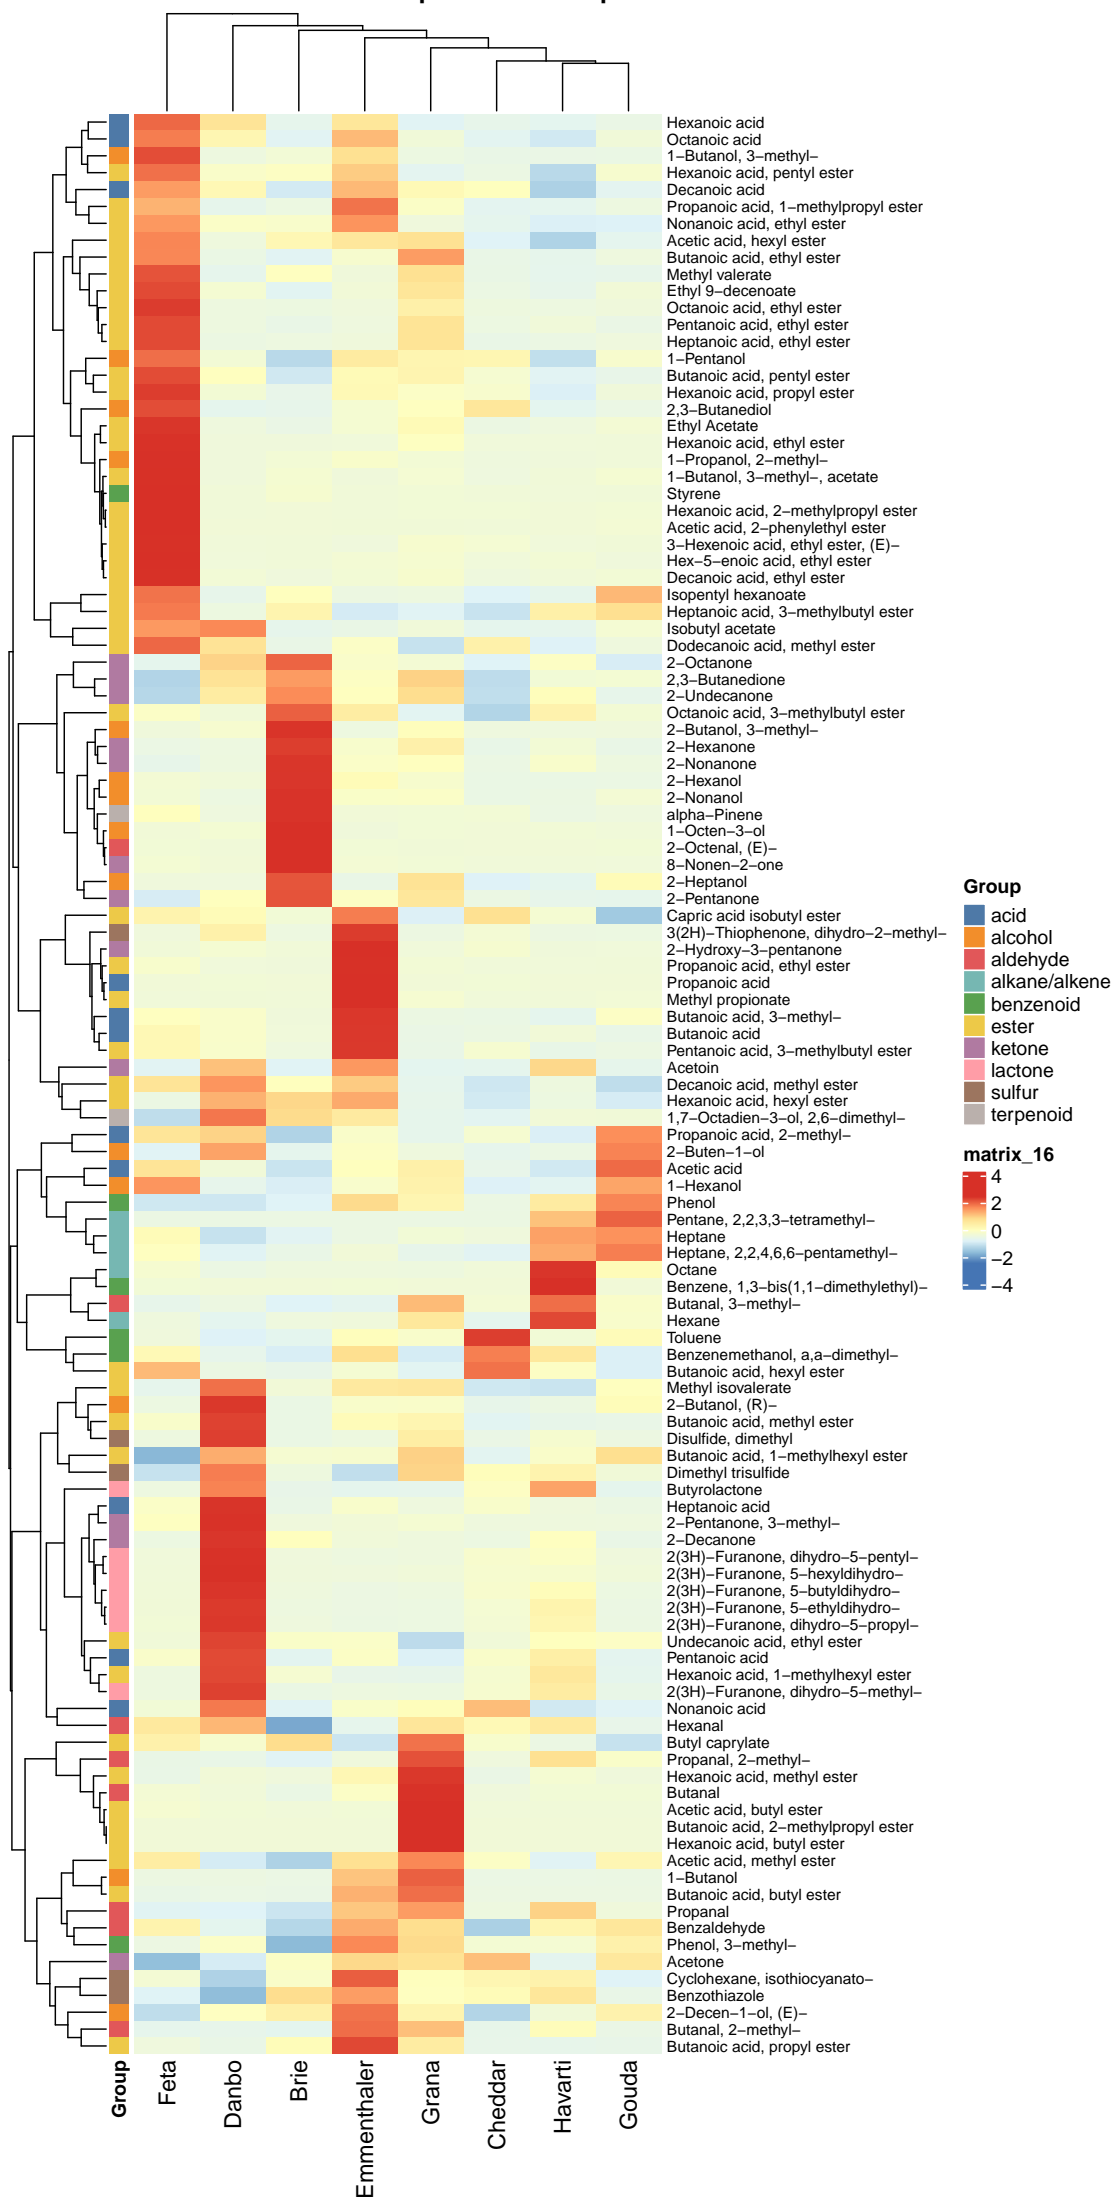 Hexanoic acid
Octanoic acid
1−Butanol, 3−methyl−
Hexanoic acid, pentyl ester
Decanoic acid
Propanoic acid, 1−methylpropyl ester
Nonanoic acid, ethyl ester
Acetic acid, hexyl ester
Butanoic acid, ethyl ester
Methyl valerate
Ethyl 9−decenoate
Octanoic acid, ethyl ester
Pentanoic acid, ethyl ester
Heptanoic acid, ethyl ester
1−Pentanol
Butanoic acid, pentyl ester
Hexanoic acid, propyl ester
2,3−Butanediol
Ethyl Acetate
Hexanoic acid, ethyl ester
1−Propanol, 2−methyl−
1−Butanol, 3−methyl−, acetate
Styrene
Hexanoic acid, 2−methylpropyl ester
Acetic acid, 2−phenylethyl ester
3−Hexenoic acid, ethyl ester, (E)−
Hex−5−enoic acid, ethyl ester
Decanoic acid, ethyl ester
Isopentyl hexanoate
Heptanoic acid, 3−methylbutyl ester
Isobutyl acetate
Dodecanoic acid, methyl ester
2−Octanone
2,3−Butanedione
2−Undecanone
Octanoic acid, 3−methylbutyl ester
2−Butanol, 3−methyl−
2−Hexanone
2−Nonanone
2−Hexanol
2−Nonanol
alpha−Pinene
1−Octen−3−ol
2−Octenal, (E)−
8−Nonen−2−one
2−Heptanol
2−Pentanone
Capric acid isobutyl ester
3(2H)−Thiophenone, dihydro−2−methyl−
2−Hydroxy−3−pentanone
Propanoic acid, ethyl ester
Propanoic acid
Methyl propionate
Butanoic acid, 3−methyl−
Butanoic acid
Pentanoic acid, 3−methylbutyl ester
Acetoin
Decanoic acid, methyl ester
Hexanoic acid, hexyl ester
1,7−Octadien−3−ol, 2,6−dimethyl−
Propanoic acid, 2−methyl−
2−Buten−1−ol
Acetic acid
1−Hexanol
Phenol
Pentane, 2,2,3,3−tetramethyl−
Heptane
Heptane, 2,2,4,6,6−pentamethyl−
Octane
Benzene, 1,3−bis(1,1−dimethylethyl)−
Butanal, 3−methyl−
Hexane
Toluene
Benzenemethanol, a,a−dimethyl−
Butanoic acid, hexyl ester
Methyl isovalerate
2−Butanol, (R)−
Butanoic acid, methyl ester
Disulfide, dimethyl
Butanoic acid, 1−methylhexyl ester
Dimethyl trisulfide
Butyrolactone
Heptanoic acid
2−Pentanone, 3−methyl−
2−Decanone
2(3H)−Furanone, dihydro−5−pentyl−
2(3H)−Furanone, 5−hexyldihydro−
2(3H)−Furanone, 5−butyldihydro−
2(3H)−Furanone, 5−ethyldihydro−
2(3H)−Furanone, dihydro−5−propyl−
Undecanoic acid, ethyl ester
Pentanoic acid
Hexanoic acid, 1−methylhexyl ester
2(3H)−Furanone, dihydro−5−methyl−
Nonanoic acid
Hexanal
Butyl caprylate
Propanal, 2−methyl−
Hexanoic acid, methyl ester
Butanal
Acetic acid, butyl ester
Butanoic acid, 2−methylpropyl ester
Hexanoic acid, butyl ester
Acetic acid, methyl ester
1−Butanol
Butanoic acid, butyl ester
Propanal
Benzaldehyde
Phenol, 3−methyl−
Acetone
Cyclohexane, isothiocyanato−
Benzothiazole
2−Decen−1−ol, (E)−
Butanal, 2−methyl−
Butanoic acid, propyl ester
Group
Feta
Danbo
Brie
Emmenthaler
Grana
Cheddar
Havarti
Gouda
Group
acid
alcohol
aldehyde
alkane/alkene
benzenoid
ester
ketone
lactone
sulfur
terpenoid
matrix_16
4
2
0
−2
−4